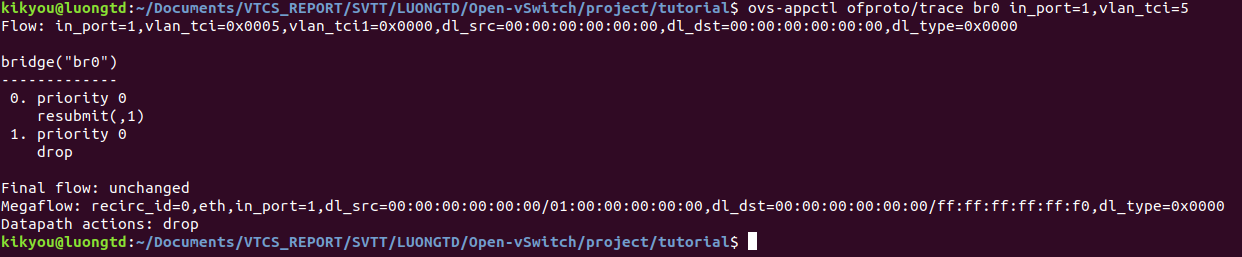 kikyou@luongtd:~/Documents/VTCS_REPORT/SVTT/LUONGTD/Open-vSwitch/project/tutorial$ ovs-appctl ofproto/trace br0 in_port=1,vlan_tci=5
Flow: in_port=1,vlan_tci=0x0005,vlan_tci1=0x0000,dl_src=00:00:00:00:00:00,dl_dst=00:00:00:00:00:00,dl_type=0x0000

bridge("br0")
-------------
 0. priority 0
    resubmit(,1)
 1. priority 0
    drop

Final flow: unchanged
Megaflow: recirc_id=0,eth,in_port=1,dl_src=00:00:00:00:00:00/01:00:00:00:00:00,dl_dst=00:00:00:00:00:00/ff:ff:ff:ff:ff:f0,dl_type=0x0000
Datapath actions: drop
kikyou@luongtd:~/Documents/VTCS_REPORT/SVTT/LUONGTD/Open-vSwitch/project/tutorial$